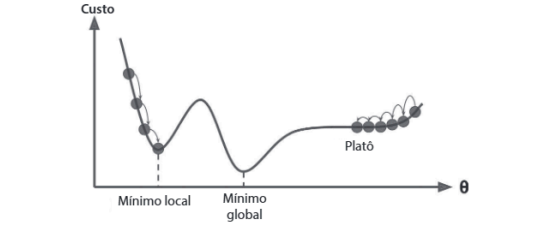 Custo
Platô
θ
Mínimo local
Mínimo
global